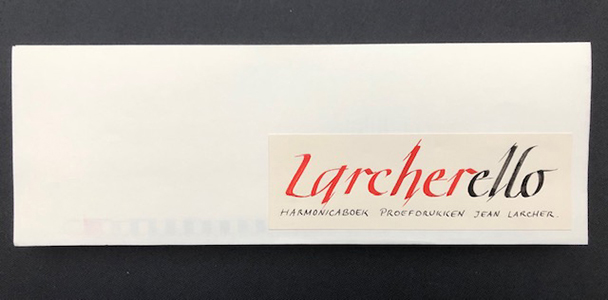 Larcherello
HARMONICABOEK PROEFDRUKKEN JEAN LARCHER.